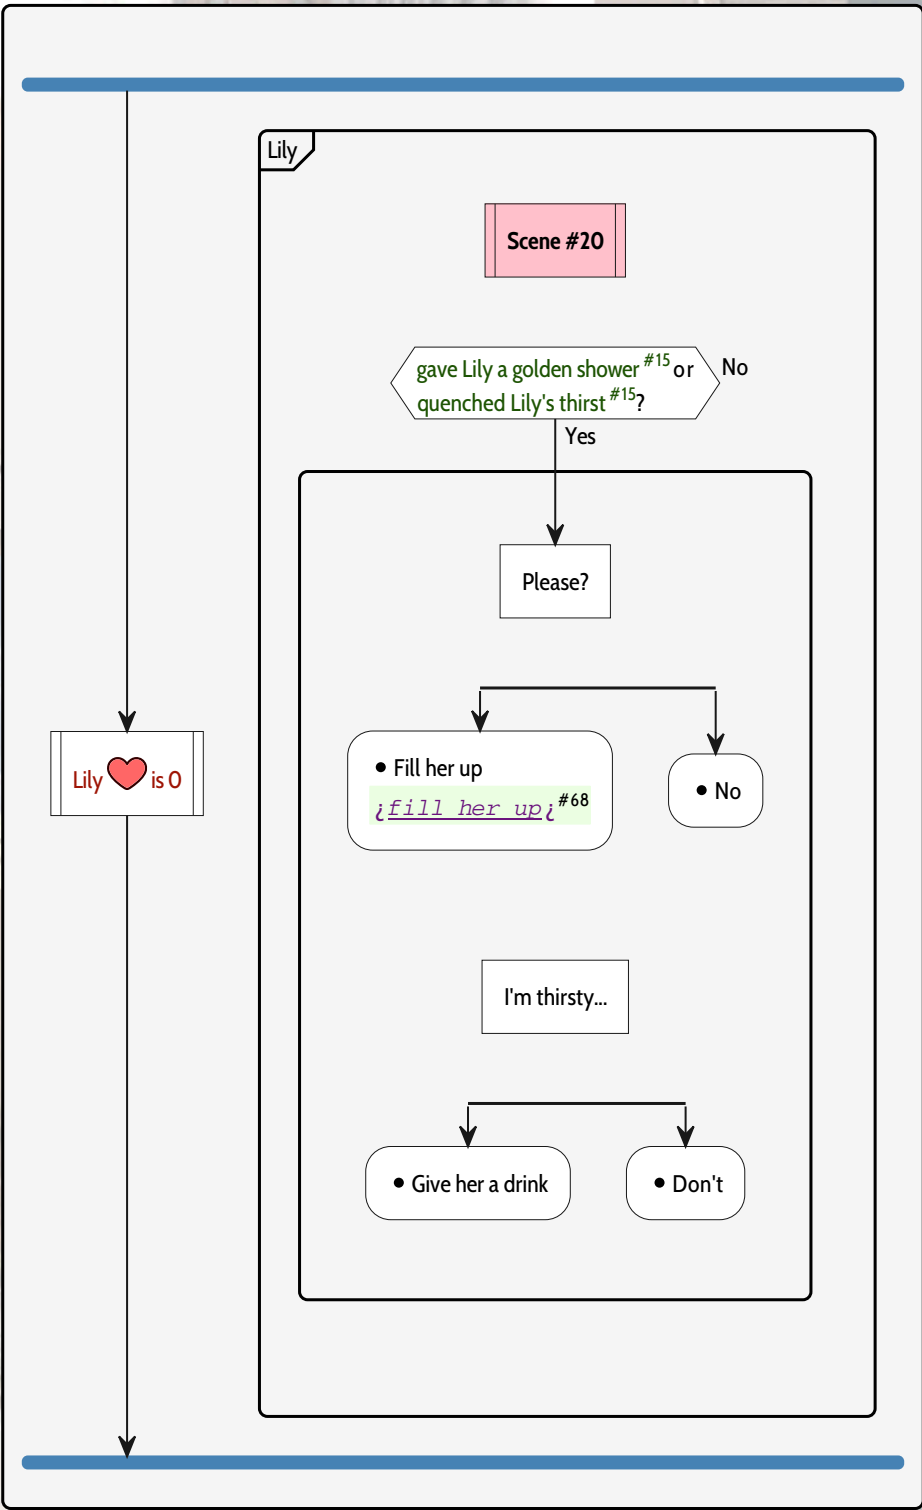 Lily
Scene #20
gave Lily a golden shower #15 or
quenched Lily's thirst #15?
No
Yes
Please?
Lily is 0
• Fill her up
¿fill her up¿ #68
• No
I'm thirsty...
• Give her a drink
• Don't